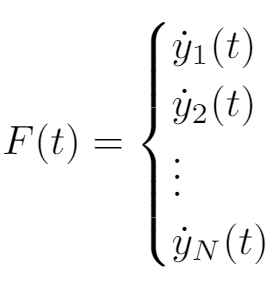 ẏ₁(t)
ẏ₂(t)
F(t) = {
⋮
ẏ_N(t)